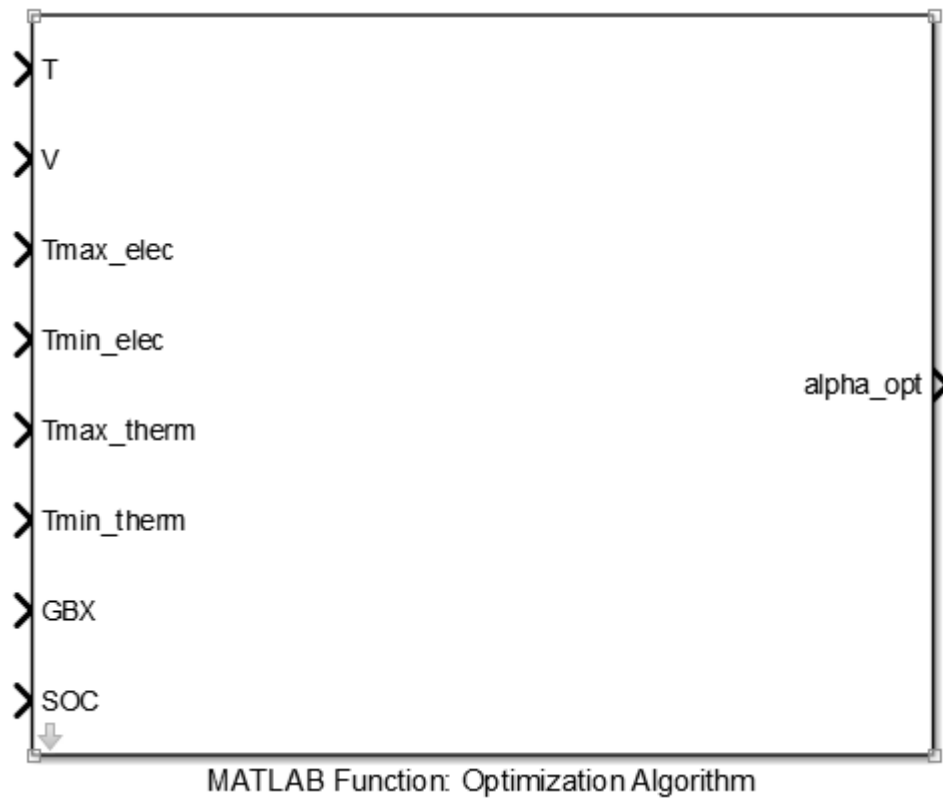 T
V
Tmax_elec
Tmin_elec
alpha_opt
Tmax_therm
Tmin_therm
GBX
SOC
MATLAB Function: Optimization Algorithm